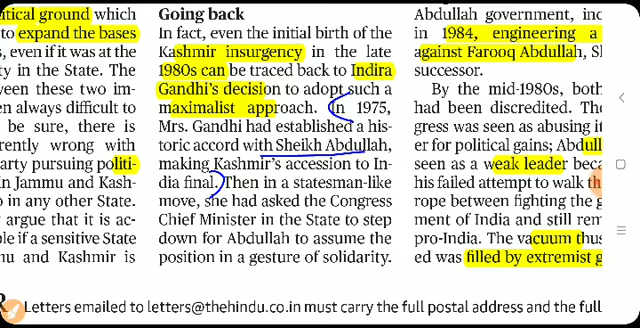 itical ground which
to expand the bases
s, even if it was at the
ty in the State. The
ween these two im-
en always difficult to
be sure, there is
rently wrong with
arty pursuing politi-
in Jammu and Kash-
o in any other State.
argue that it is ac-
le if a sensitive State
nu and Kashmir is
Going back
In fact, even the initial birth of the
Kashmir insurgency in the late
1980s can be traced back to Indira
Gandhi's decision to adopt such a
maximalist approach. In 1975,
Mrs. Gandhi had established a his-
toric accord with Sheikh Abdullah,
making Kashmir's accession to In-
dia final. Then in a statesman-like
move, she had asked the Congress
Chief Minister in the State to step
down for Abdullah to assume the
position in a gesture of solidarity.
Abdullah government, inc
in 1984, engineering a
against Farooq Abdullah, S
successor.
By the mid-1980s, both
had been discredited. The
gress was seen as abusing it
er for political gains; Abdull
seen as a weak leader beca
his failed attempt to walk th
rope between fighting the g
ment of India and still rem
pro-India. The vacuum thus
ed was filled by extremist g
R Letters emailed to letters@thehindu.co.in must carry the full postal address and the full